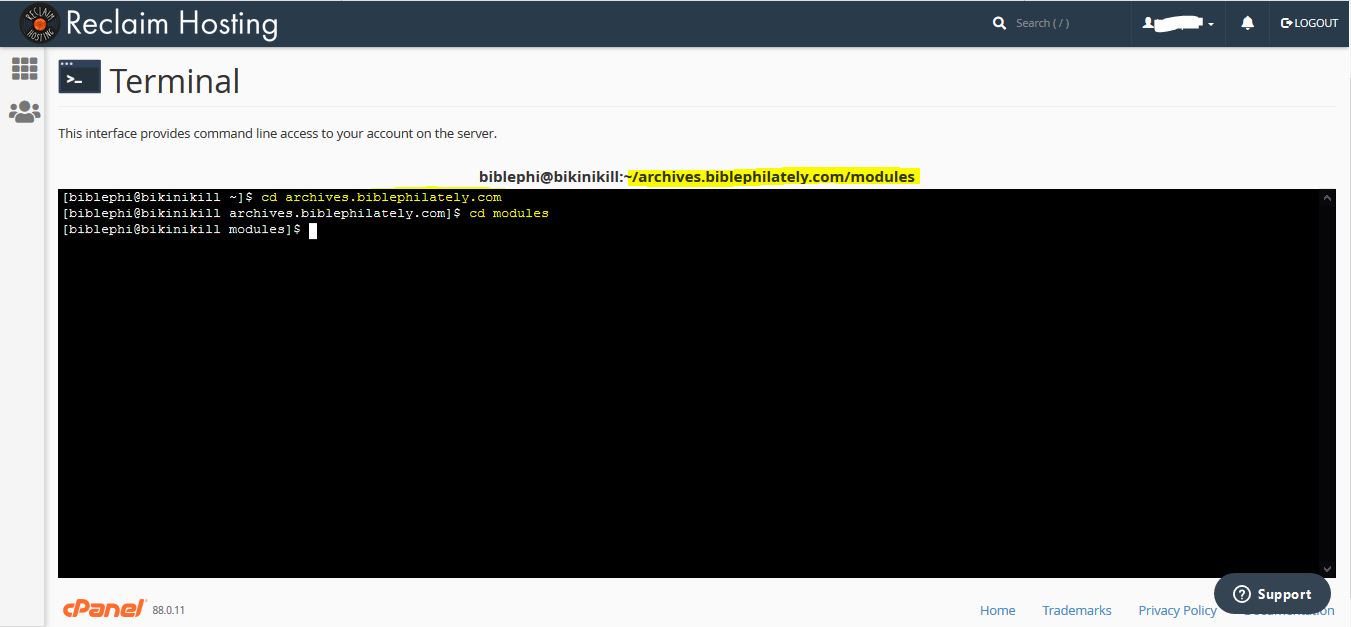 RECLAIM HOSTING
Reclaim Hosting
Search ( / )
LOGOUT
>_ Terminal
This interface provides command line access to your account on the server.
biblephi@bikinikill:~/archives.biblephilately.com/modules
[biblephi@bikinikill ~]$ cd archives.biblephilately.com
[biblephi@bikinikill archives.biblephilately.com]$ cd modules
[biblephi@bikinikill modules]$
cPanel 88.0.11
Home Trademarks Privacy Policy
Support